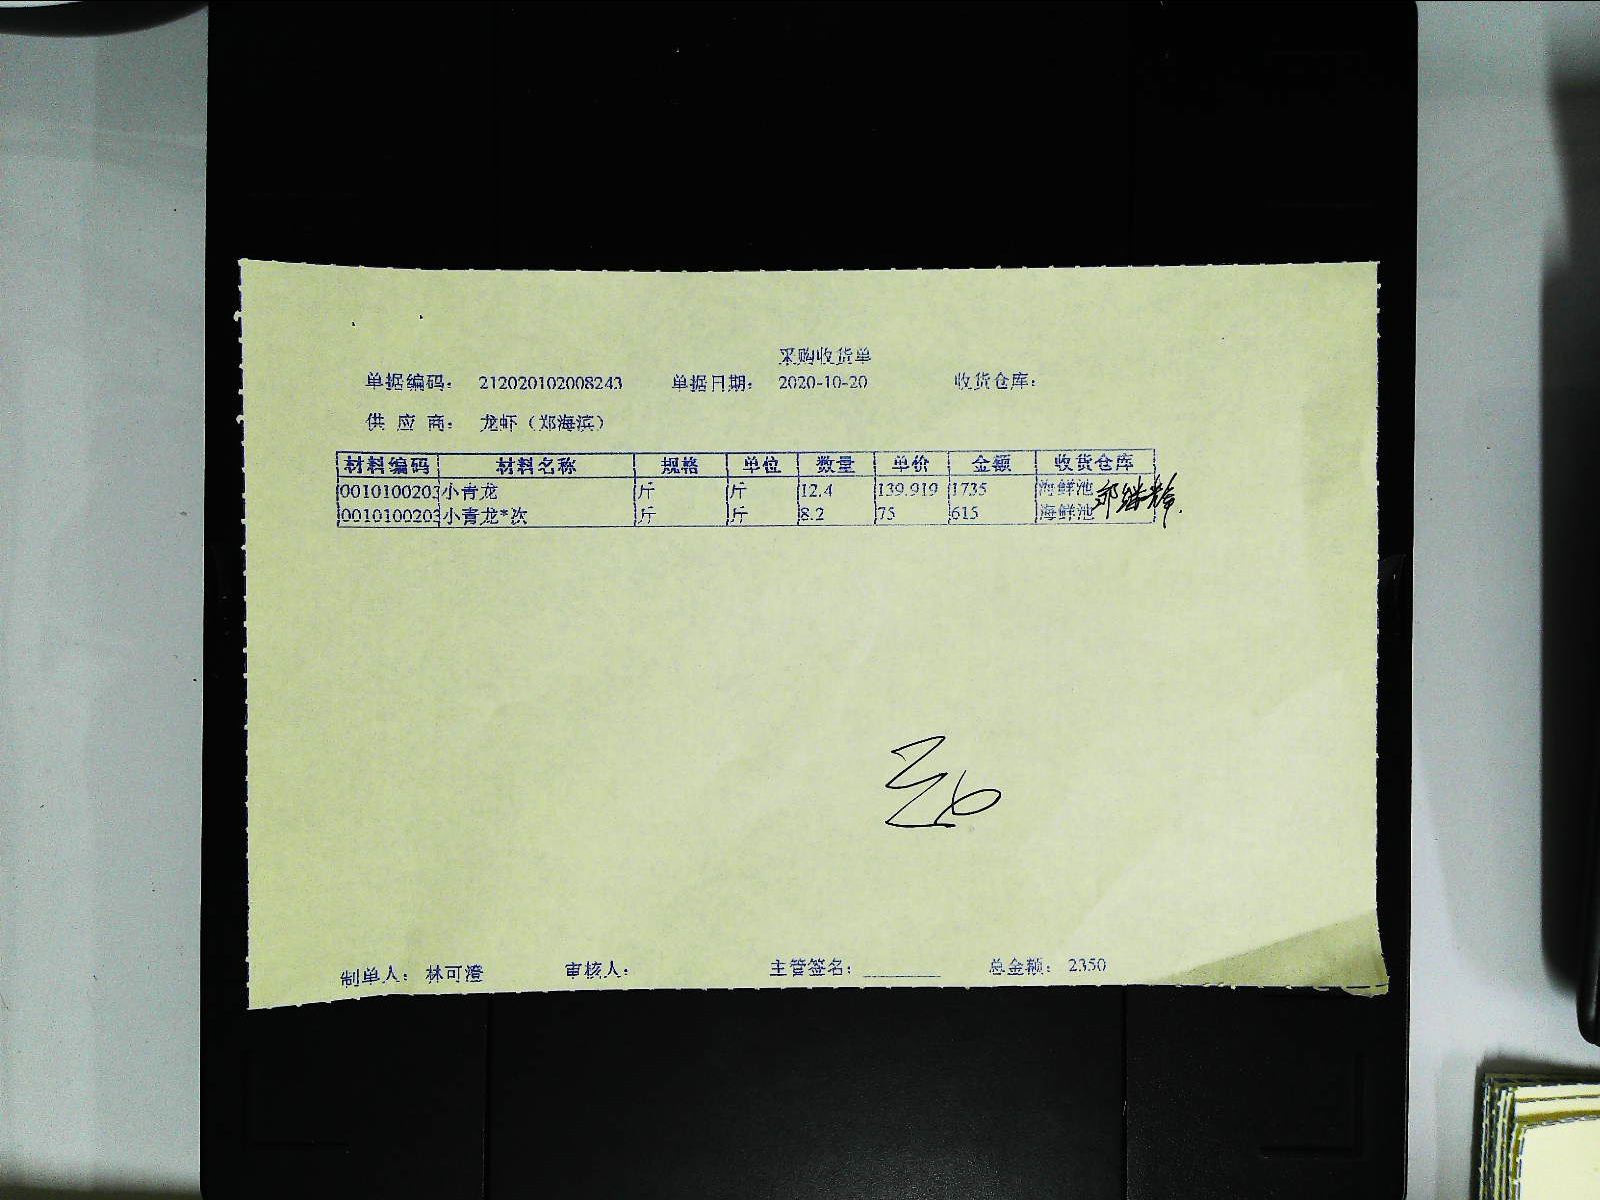 采购收货单
单据编码： 212020102008243 单据日期： 2020-10-20 收货仓库：
供 应 商： 龙虾（郑海滨）
材料编码 材料名称 规格 单位 数量 单价 金额 收货仓库
0010100203 小青龙 斤 斤 12.4 139.919 1735 海鲜池
0010100203 小青龙*次 斤 斤 8.2 75 615 海鲜池
制单人： 林可澄 审核人： 主管签名： 总金额： 2350